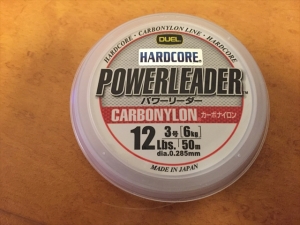 HARDCORE • CARBONYLON LINE • HARDCORE
DUEL
HARDCORE®
POWERLEADER™
パワーリーダー
CARBONYLON カーボナイロン
12 Lbs. 3号 6kg 50m
dia.0.285mm
MADE IN JAPAN